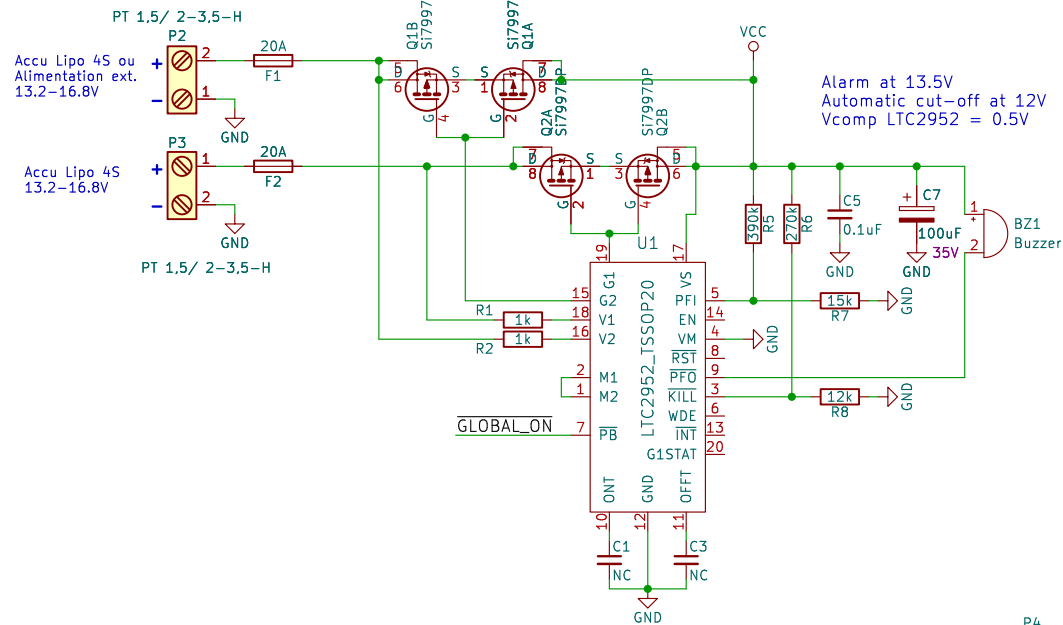 PT 1,5/ 2-3,5-H
P2
Accu Lipo 4S ou
Alimentation ext.
13.2-16.8V
+
-
2
1
20A
F1
GND
P3
Accu Lipo 4S
13.2-16.8V
+
-
1
2
20A
F2
GND
PT 1,5/ 2-3,5-H
Q1B
Si7997
5
D
6
S
3
G
4
Si7997
Q1A
7
D
8
S
1
G
2
Q2A
Si7997DP
7
D
8
S
1
G
2
Si7997DP
Q2B
5
D
6
S
3
G
4
VCC
Alarm at 13.5V
Automatic cut-off at 12V
Vcomp LTC2952 = 0.5V
390k
R5
270k
R6
C5
0.1uF
GND
+
C7
100uF
35V
GND
1
+
2
BZ1
Buzzer
U1
LTC2952_TSSOP20
19
G1
17
VS
15
G2
18
V1
16
V2
2
M1
1
M2
7
PB
5
PFI
14
EN
4
VM
8
RST
9
PFO
3
KILL
6
WDE
13
INT
20
G1STAT
10
ONT
12
GND
11
OFFT
R1
1k
1k
R2
GLOBAL_ON
15k
R7
GND
GND
12k
R8
GND
C1
NC
C3
NC
GND